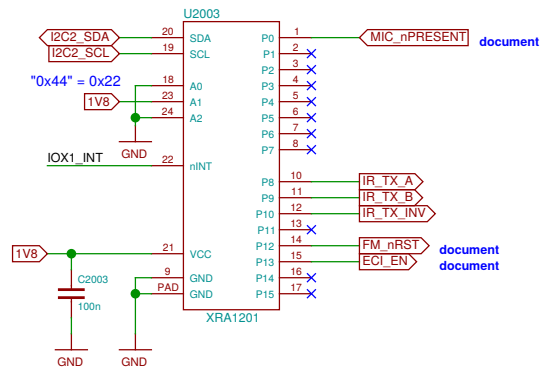 U2003
I2C2_SDA 20 SDA P0 1 MIC_nPRESENT document
I2C2_SCL 19 SCL P1 2
P2 3
"0x44" = 0x22 18 A0 P3 4
1V8 23 A1 P4 5
24 A2 P5 6
P6 7
GND P7 8
IOX1_INT 22 nINT
P8 10 IR_TX_A
P9 11 IR_TX_B
P10 12 IR_TX_INV
P11 13
P12 14 FM_nRST document
1V8 21 VCC P13 15 ECI_EN document
C2003 9 GND P14 16
100n PAD GND P15 17
XRA1201
GND GND